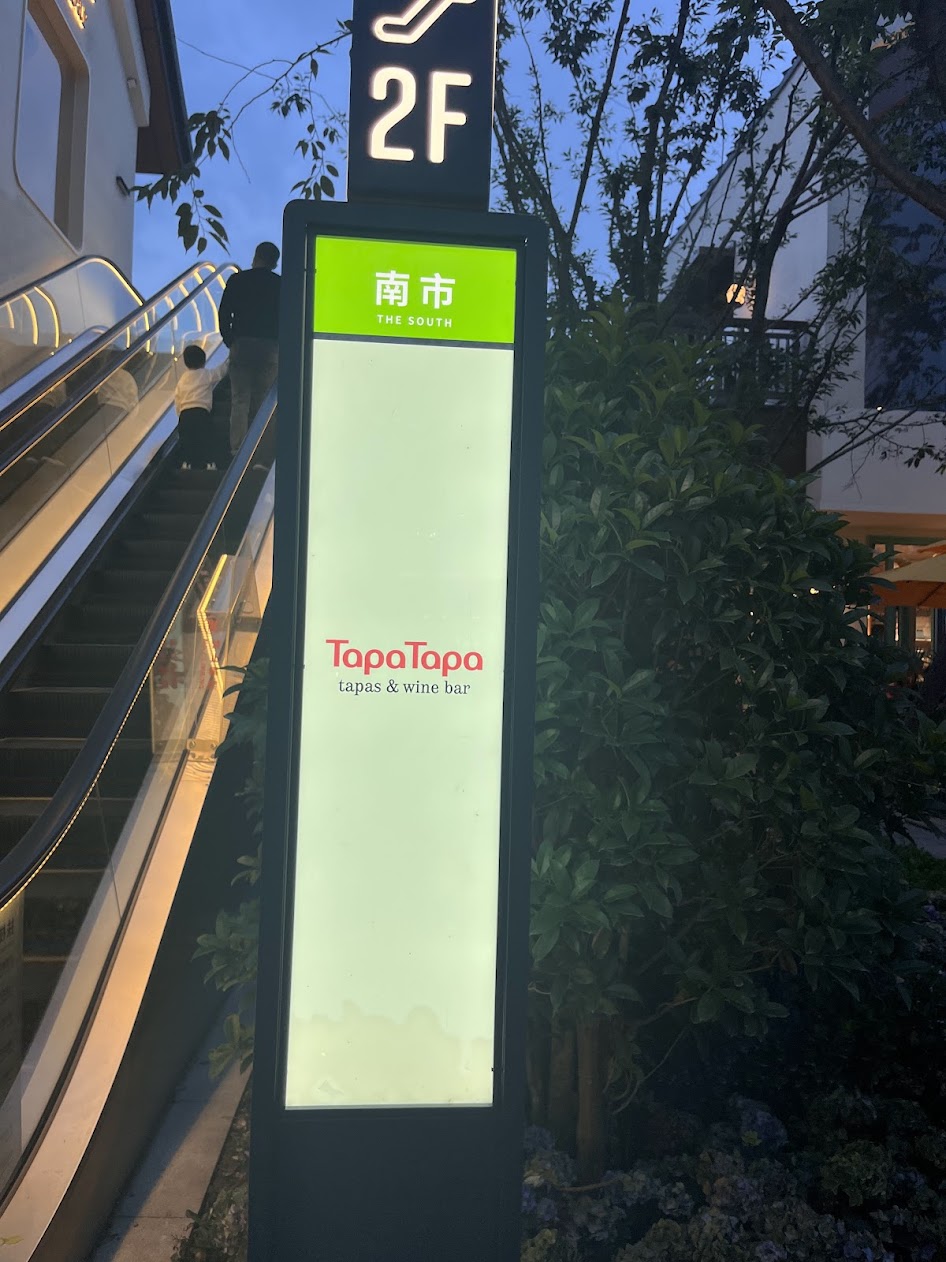 2F
南市
THE SOUTH
TapaTapa
tapas & wine bar